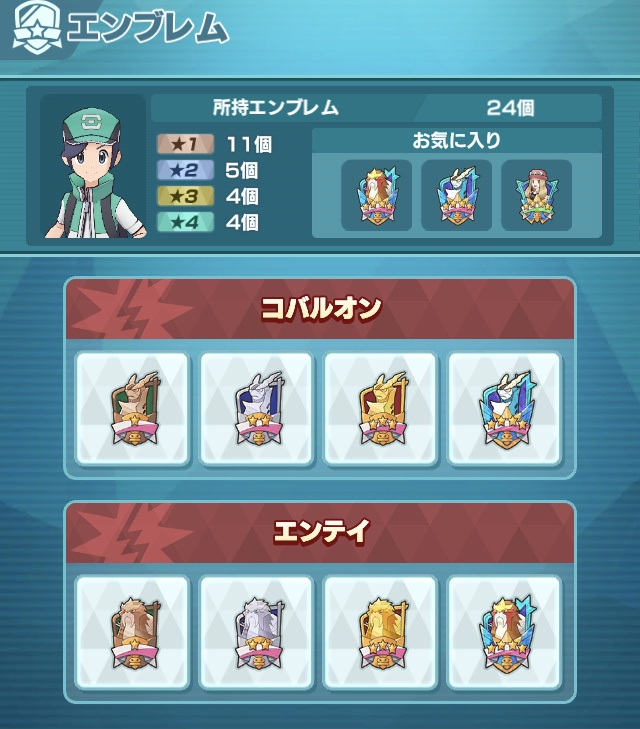 エンブレム
所持エンブレム 24個
★1 11個
★2 5個
★3 4個
★4 4個
お気に入り
コバルオン
エンテイ